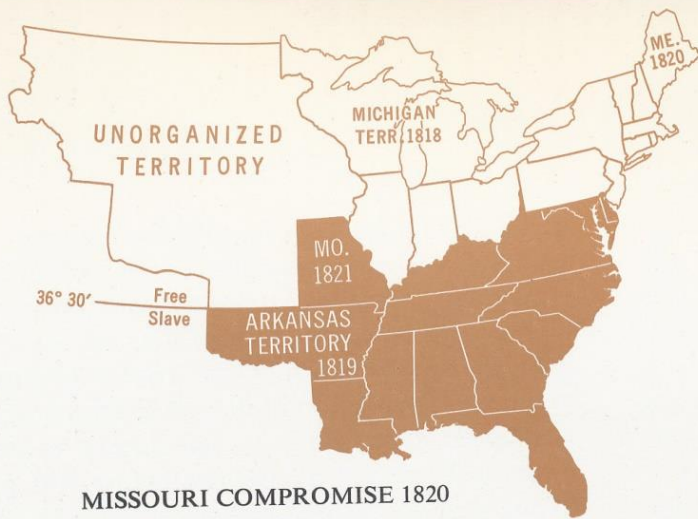 ME.
1820
MICHIGAN
TERR. 1818
UNORGANIZED
TERRITORY
MO.
1821
36° 30′
Free
Slave
ARKANSAS
TERRITORY
1819
MISSOURI COMPROMISE 1820